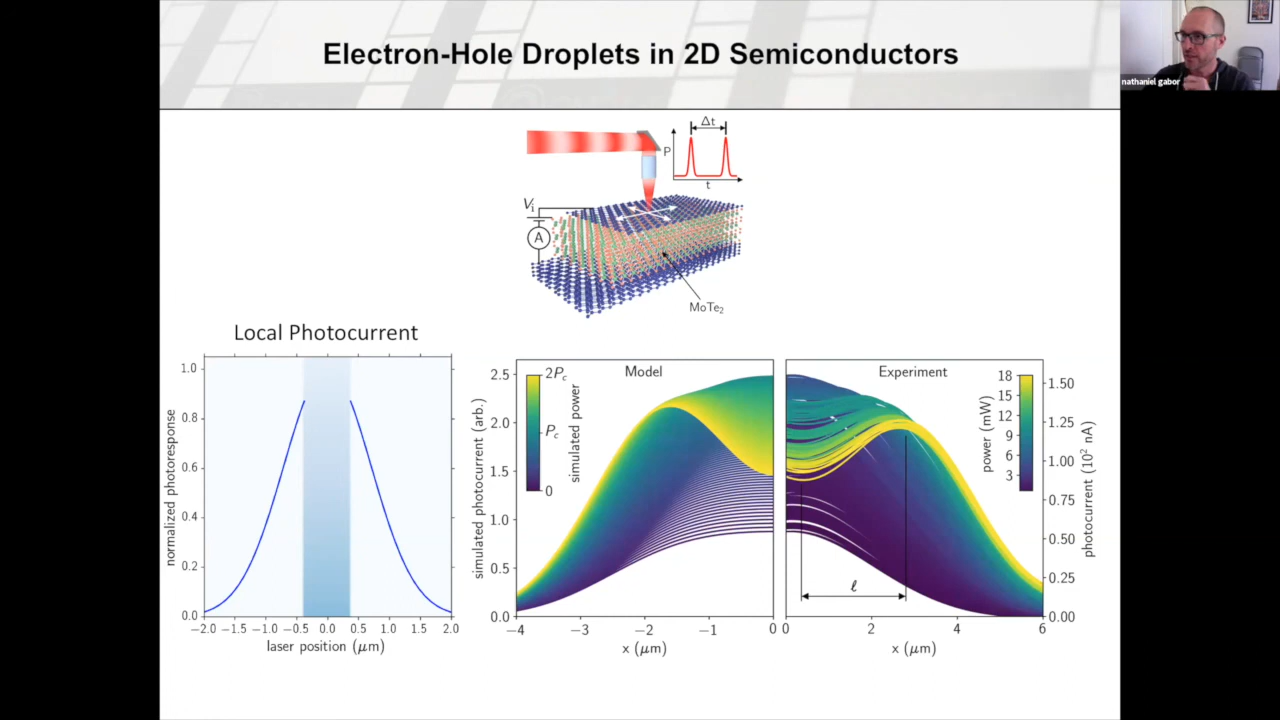 Electron-Hole Droplets in 2D Semiconductors
nathaniel gabor
Δt
P
t
Vi
A
MoTe2
Local Photocurrent
normalized photoresponse
1.0
0.8
0.6
0.4
0.2
0.0
−2.0 −1.5 −1.0 −0.5 0.0 0.5 1.0 1.5 2.0
laser position (μm)
Model
simulated photocurrent (arb.)
2.5
2.0
1.5
1.0
0.5
0.0
2Pc
Pc
0
simulated power
−4 −3 −2 −1 0
x (μm)
Experiment
power (mW)
18
15
12
9
6
3
ℓ
1.50
1.25
1.00
0.75
0.50
0.25
0.00
photocurrent (10² nA)
0 2 4 6
x (μm)